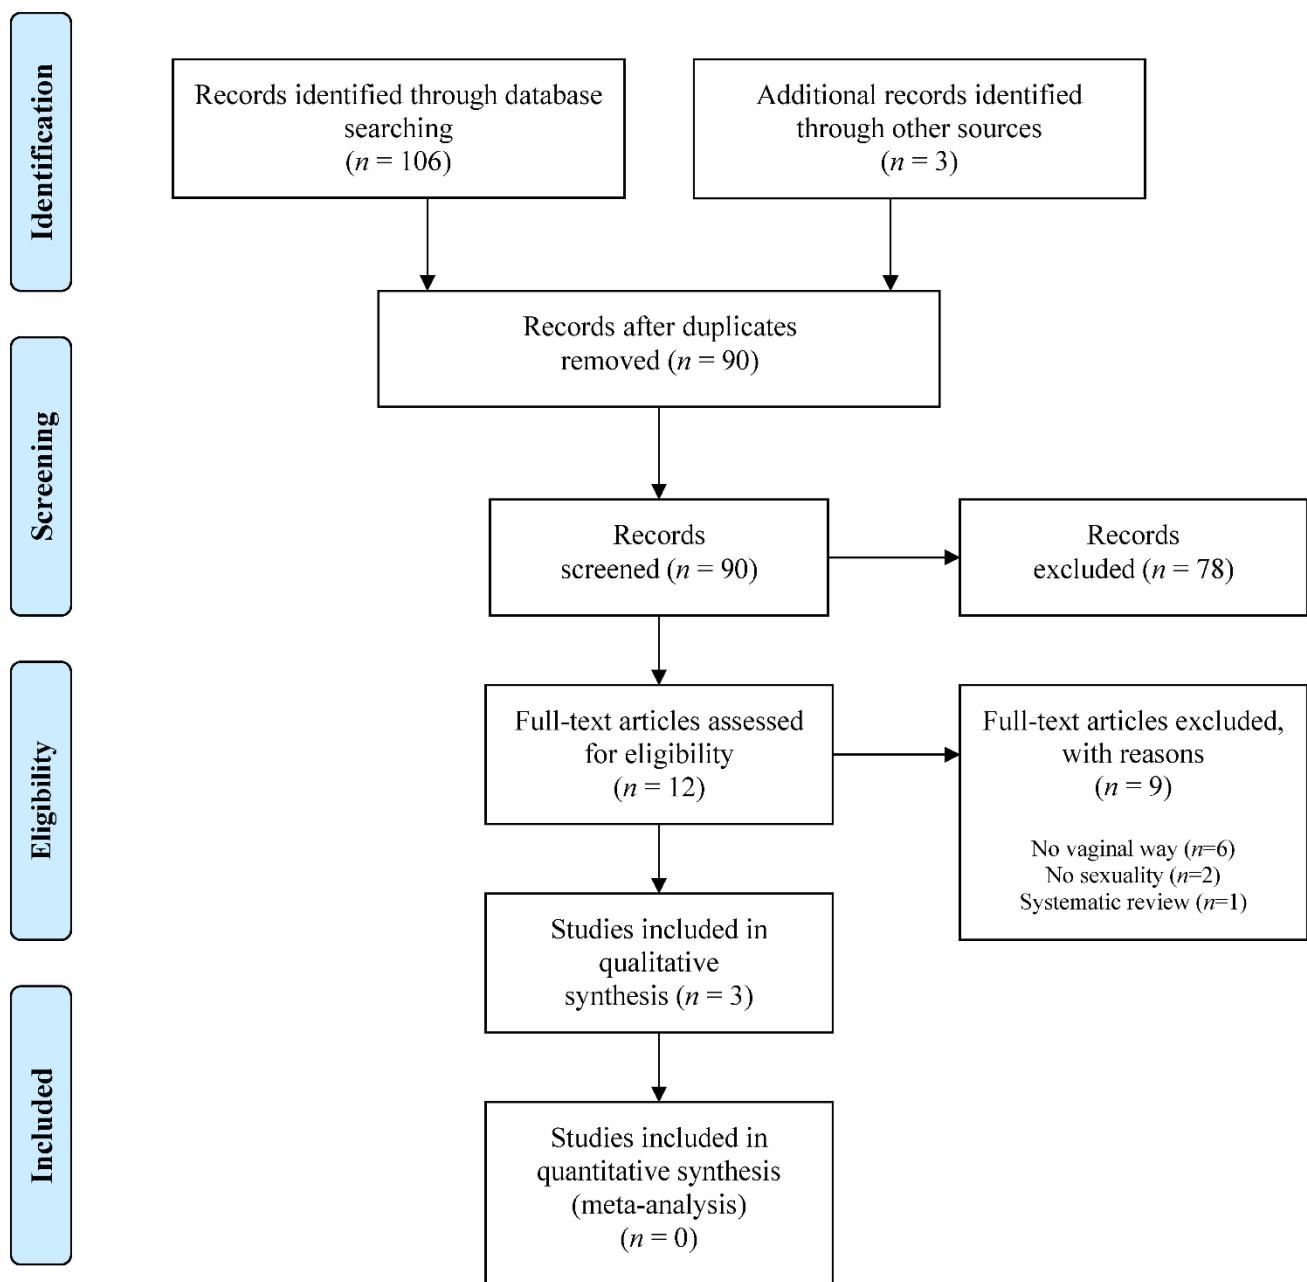 Identification
Records identified through database
searching
(n = 106)
Additional records identified
through other sources
(n = 3)
Records after duplicates
removed (n = 90)
Screening
Records
screened (n = 90)
Records
excluded (n = 78)
Eligibility
Full-text articles assessed
for eligibility
(n = 12)
Full-text articles excluded,
with reasons
(n = 9)
No vaginal way (n=6)
No sexuality (n=2)
Systematic review (n=1)
Studies included in
qualitative
synthesis (n = 3)
Included
Studies included in
quantitative synthesis
(meta-analysis)
(n = 0)